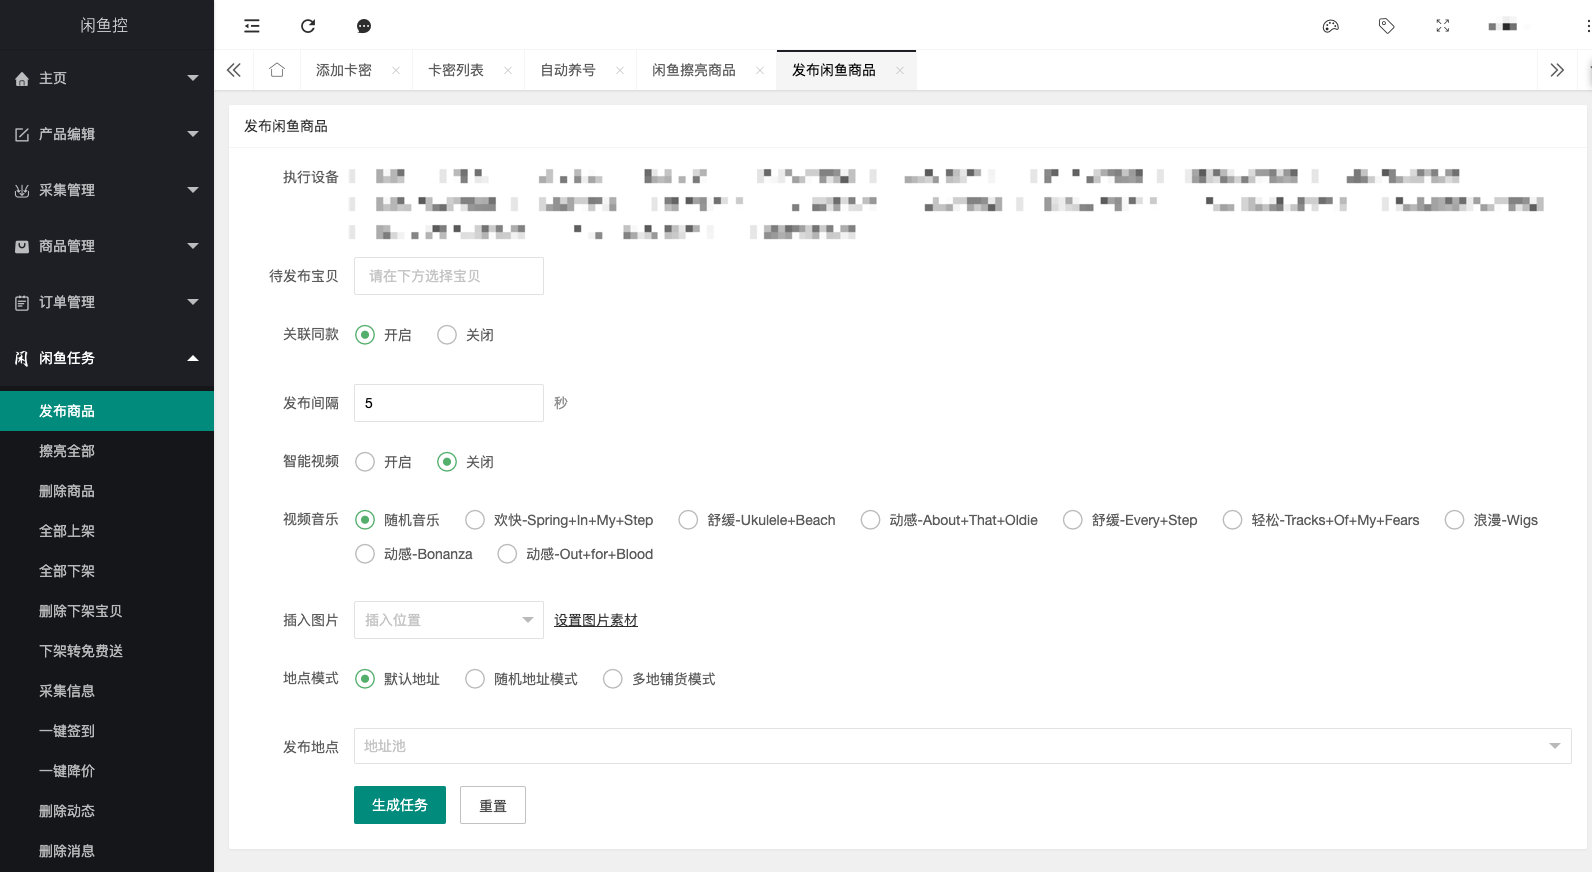 闲鱼控
主页
产品编辑
采集管理
商品管理
订单管理
闲鱼任务
发布商品
擦亮全部
删除商品
全部上架
全部下架
删除下架宝贝
下架转免费送
采集信息
一键签到
一键降价
删除动态
删除消息
添加卡密 卡密列表 自动养号 闲鱼擦亮商品 发布闲鱼商品
发布闲鱼商品
执行设备
待发布宝贝 请在下方选择宝贝
关联同款 开启 关闭
发布间隔 5 秒
智能视频 开启 关闭
视频音乐 随机音乐 欢快-Spring+In+My+Step 舒缓-Ukulele+Beach 动感-About+That+Oldie 舒缓-Every+Step 轻松-Tracks+Of+My+Fears 浪漫-Wigs
动感-Bonanza 动感-Out+for+Blood
插入图片 插入位置 设置图片素材
地点模式 默认地址 随机地址模式 多地铺货模式
发布地点 地址池
生成任务 重置